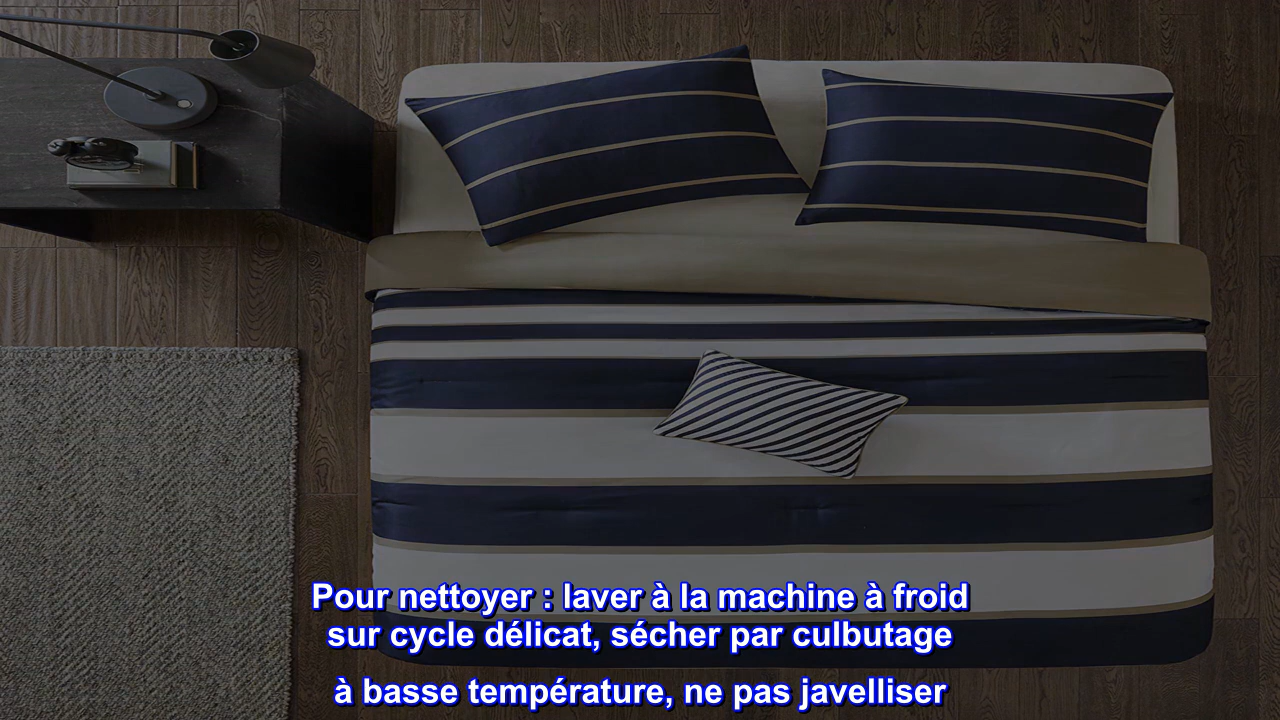 Pour nettoyer : laver à la machine à froid
sur cycle délicat, sécher par culbutage
à basse température, ne pas javelliser